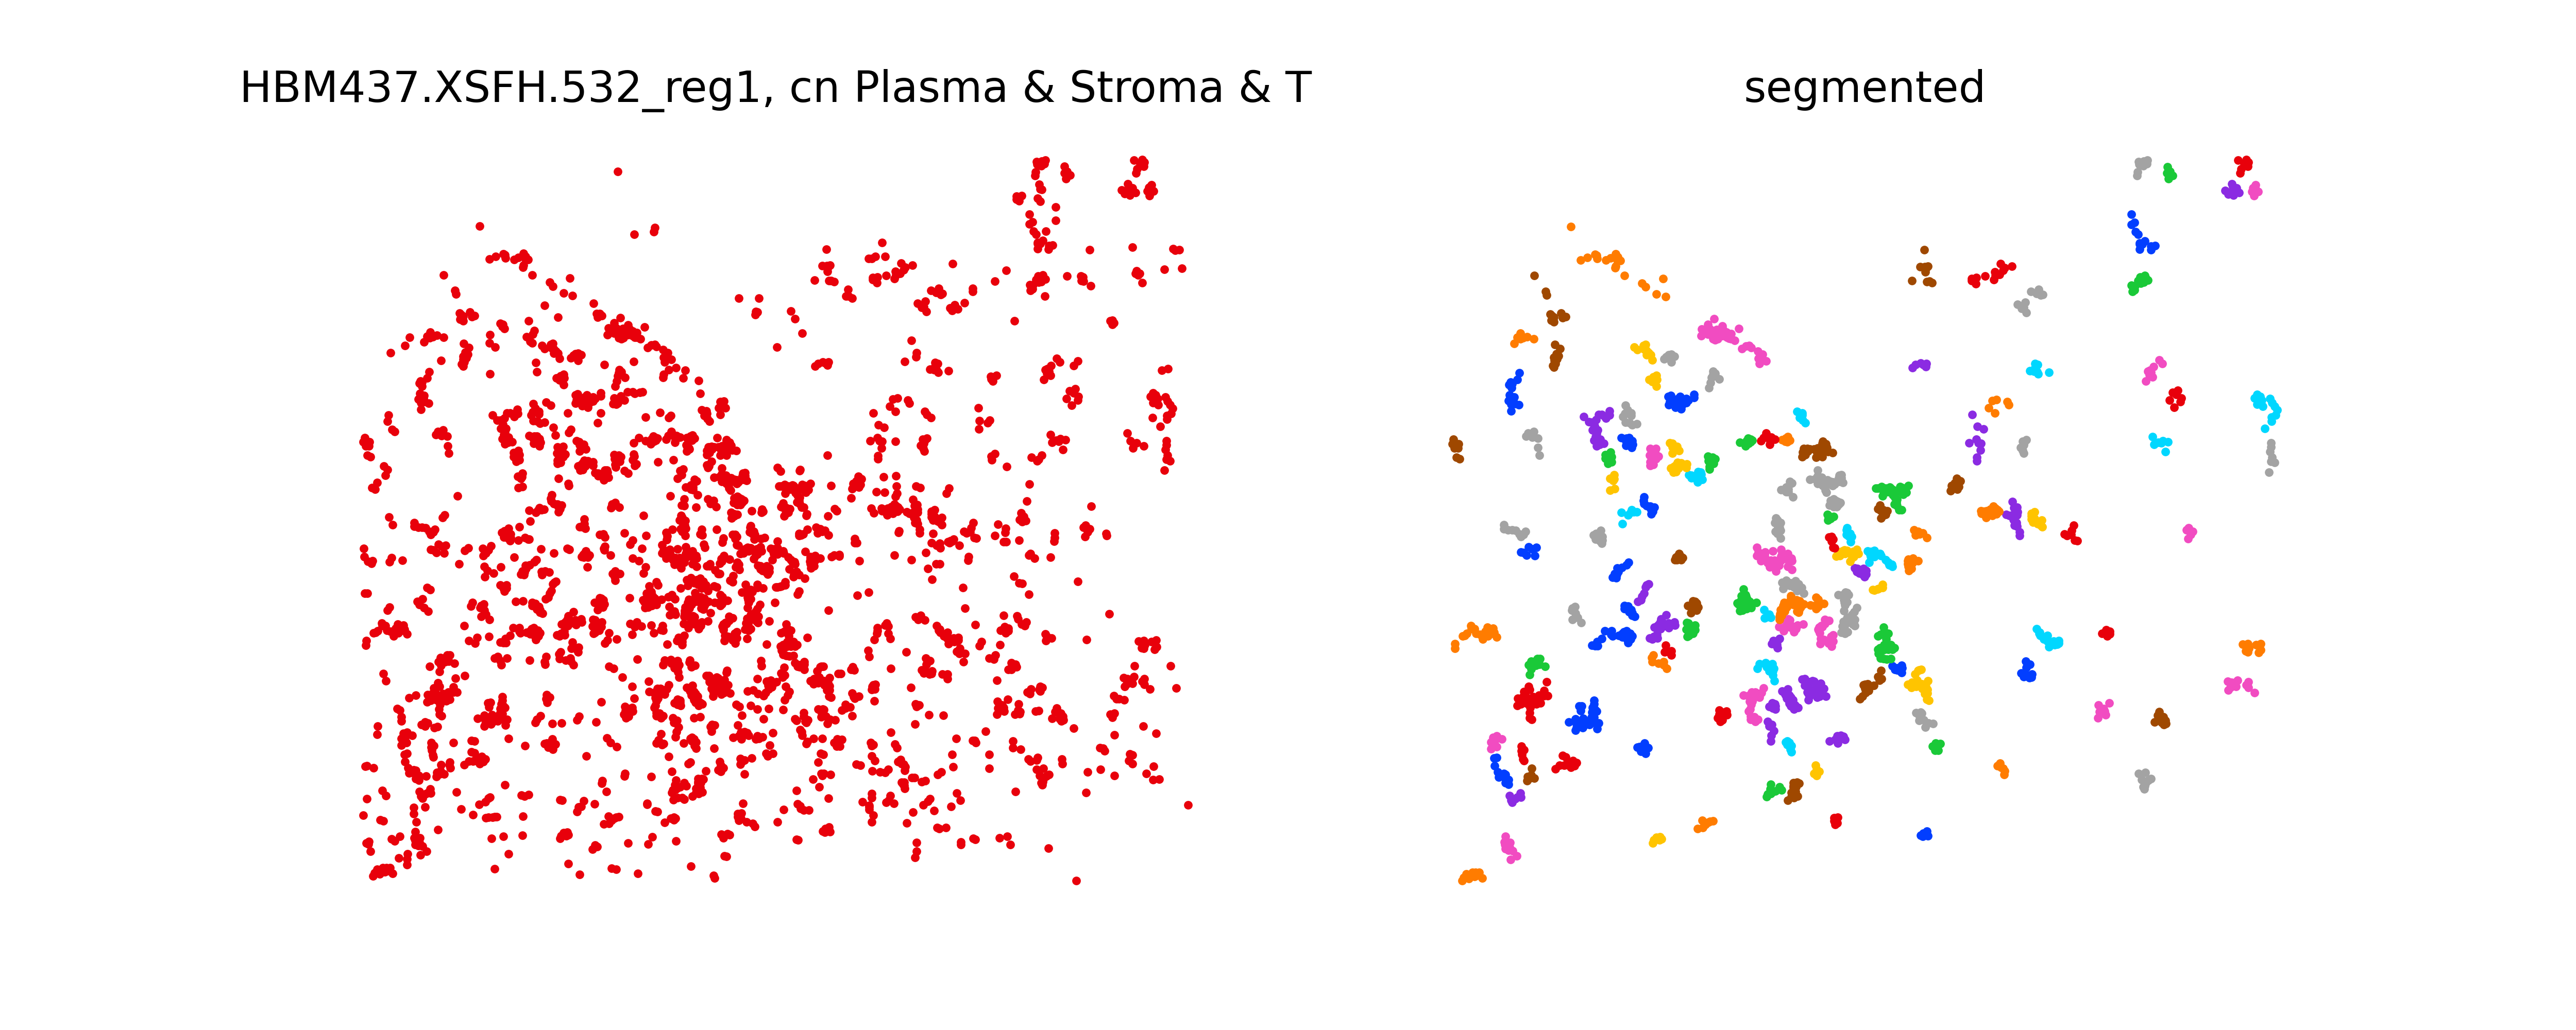 HBM437.XSFH.532_reg1, cn Plasma & Stroma & T
segmented